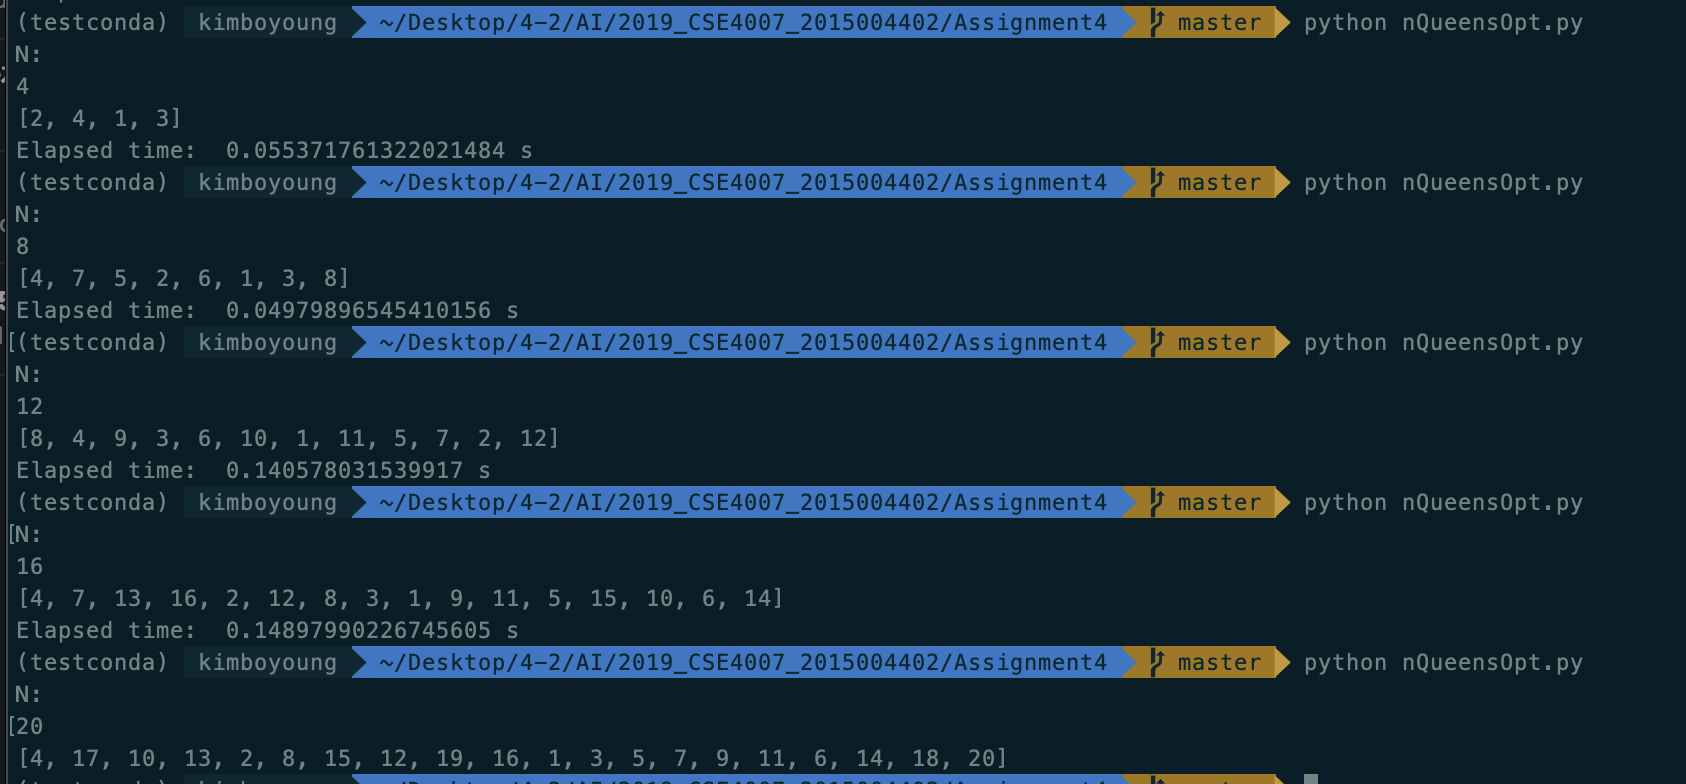 (testconda) kimboyoung ~/Desktop/4-2/AI/2019_CSE4007_2015004402/Assignment4 master python nQueensOpt.py
N:
4
[2, 4, 1, 3]
Elapsed time:  0.055371761322021484 s
(testconda) kimboyoung ~/Desktop/4-2/AI/2019_CSE4007_2015004402/Assignment4 master python nQueensOpt.py
N:
8
[4, 7, 5, 2, 6, 1, 3, 8]
Elapsed time:  0.04979896545410156 s
[(testconda) kimboyoung ~/Desktop/4-2/AI/2019_CSE4007_2015004402/Assignment4 master python nQueensOpt.py
N:
12
[8, 4, 9, 3, 6, 10, 1, 11, 5, 7, 2, 12]
Elapsed time:  0.140578031539917 s
(testconda) kimboyoung ~/Desktop/4-2/AI/2019_CSE4007_2015004402/Assignment4 master python nQueensOpt.py
[N:
16
[4, 7, 13, 16, 2, 12, 8, 3, 1, 9, 11, 5, 15, 10, 6, 14]
Elapsed time:  0.14897990226745605 s
(testconda) kimboyoung ~/Desktop/4-2/AI/2019_CSE4007_2015004402/Assignment4 master python nQueensOpt.py
N:
[20
[4, 17, 10, 13, 2, 8, 15, 12, 19, 16, 1, 3, 5, 7, 9, 11, 6, 14, 18, 20]